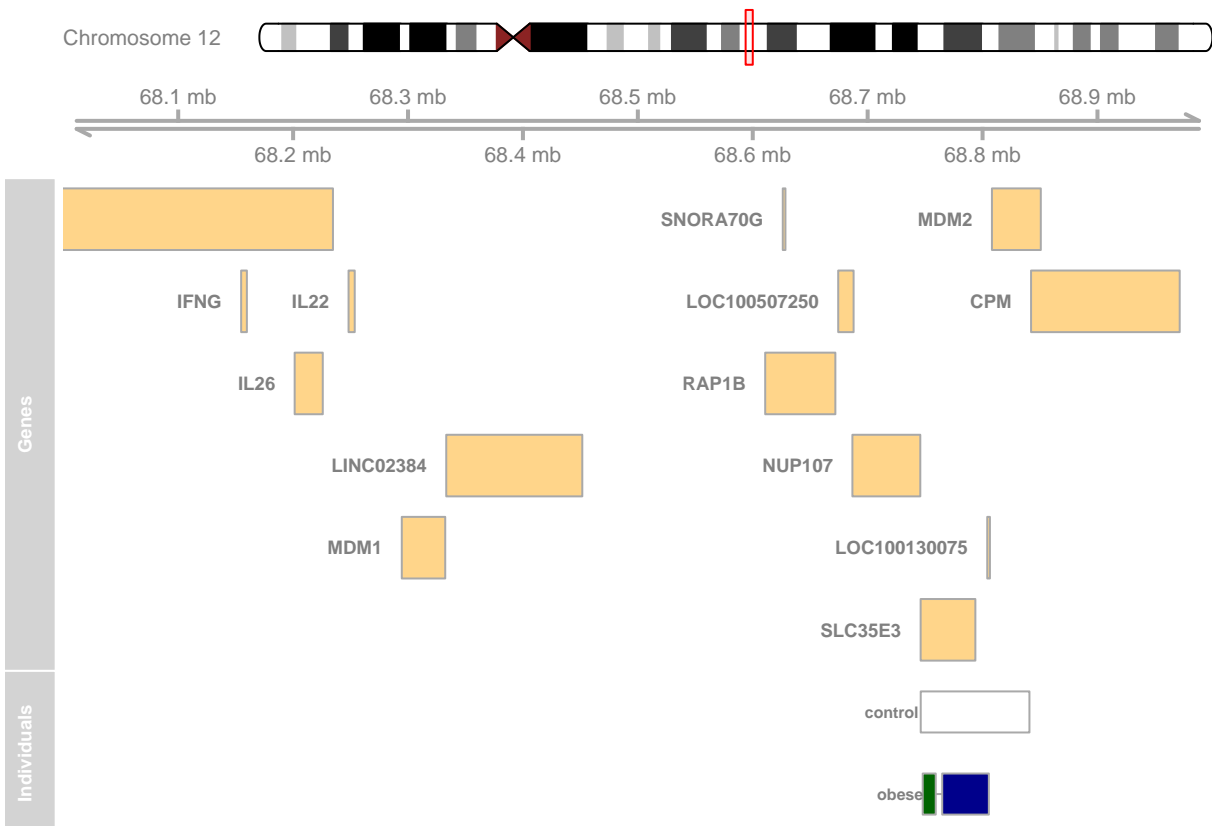 Chromosome 12
68.1 mb 68.3 mb 68.5 mb 68.7 mb 68.9 mb
68.2 mb 68.4 mb 68.6 mb 68.8 mb
Genes
SNORA70G MDM2
IFNG IL22 LOC100507250 CPM
IL26 RAP1B
LINC02384 NUP107
MDM1 LOC100130075
SLC35E3
Individuals
control
obese